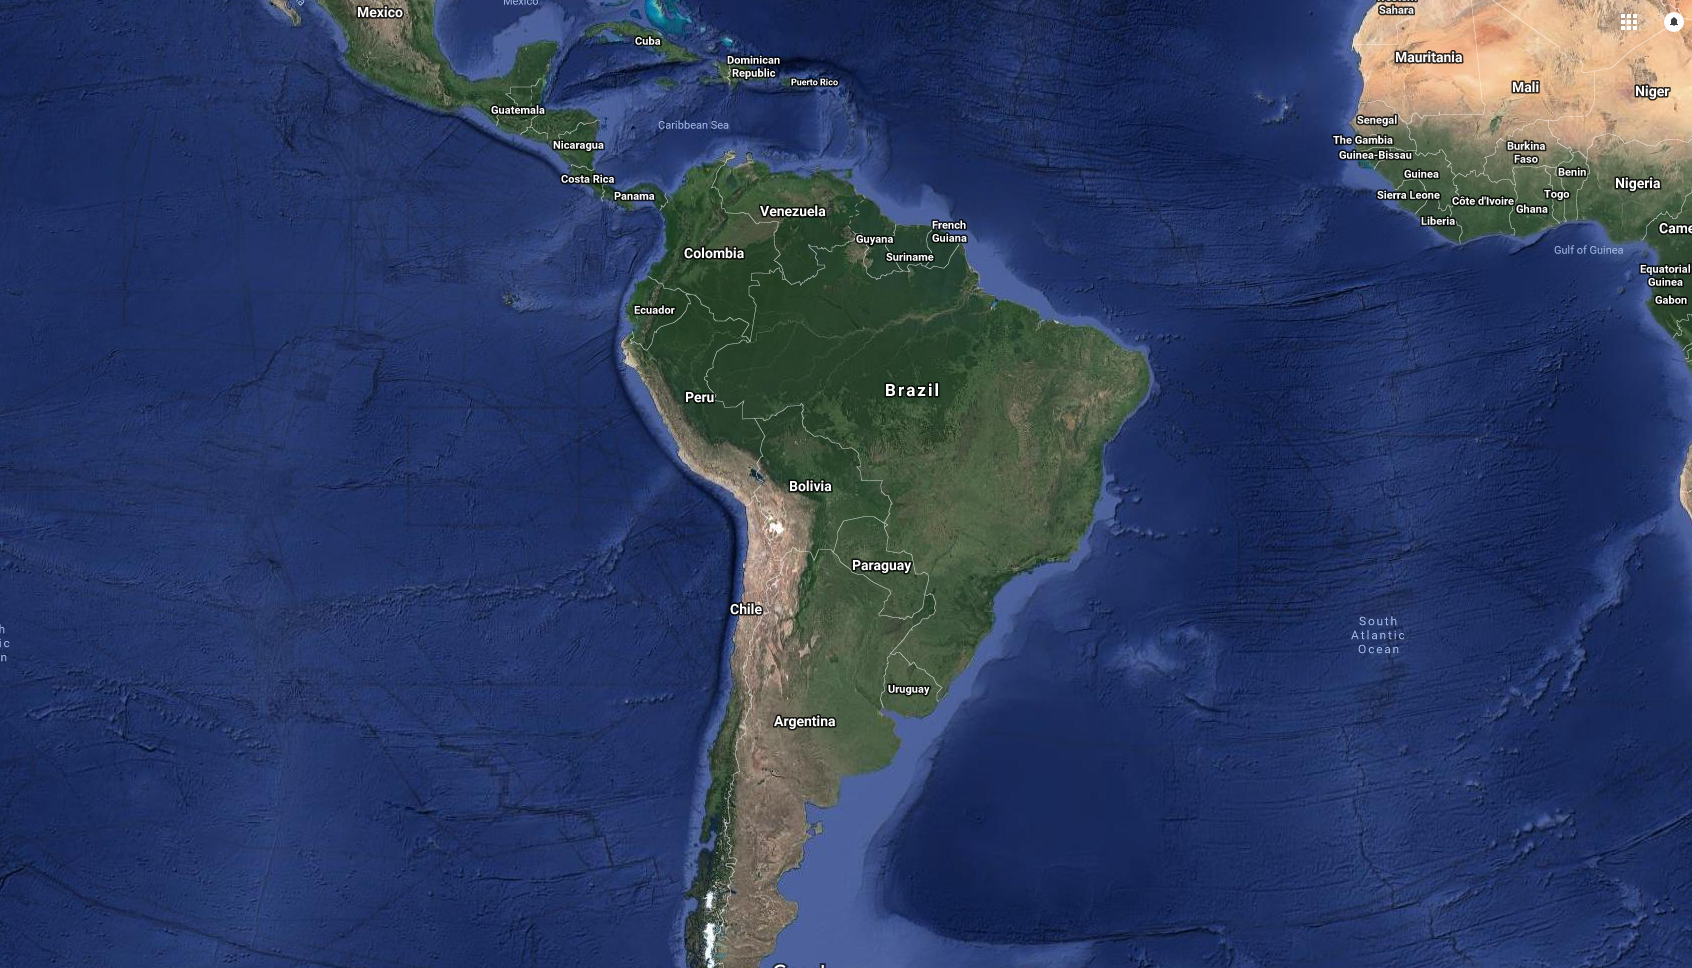 Mexico
Mexico
Sahara
Cuba
Mauritania
Dominican
Republic
Puerto Rico
Mali
Niger
Guatemala
Caribbean Sea
Senegal
Nicaragua
The Gambia
Guinea-Bissau
Burkina
Faso
Costa Rica
Guinea
Benin
Panama
Sierra Leone
Côte d'Ivoire
Togo
Nigeria
Venezuela
Ghana
Liberia
French
Guiana
Guyana
Suriname
Came
Colombia
Gulf of Guinea
Equatorial
Guinea
Gabon
Ecuador
Brazil
Peru
Bolivia
Paraguay
Chile
South
Atlantic
Ocean
h
ic
n
Uruguay
Argentina